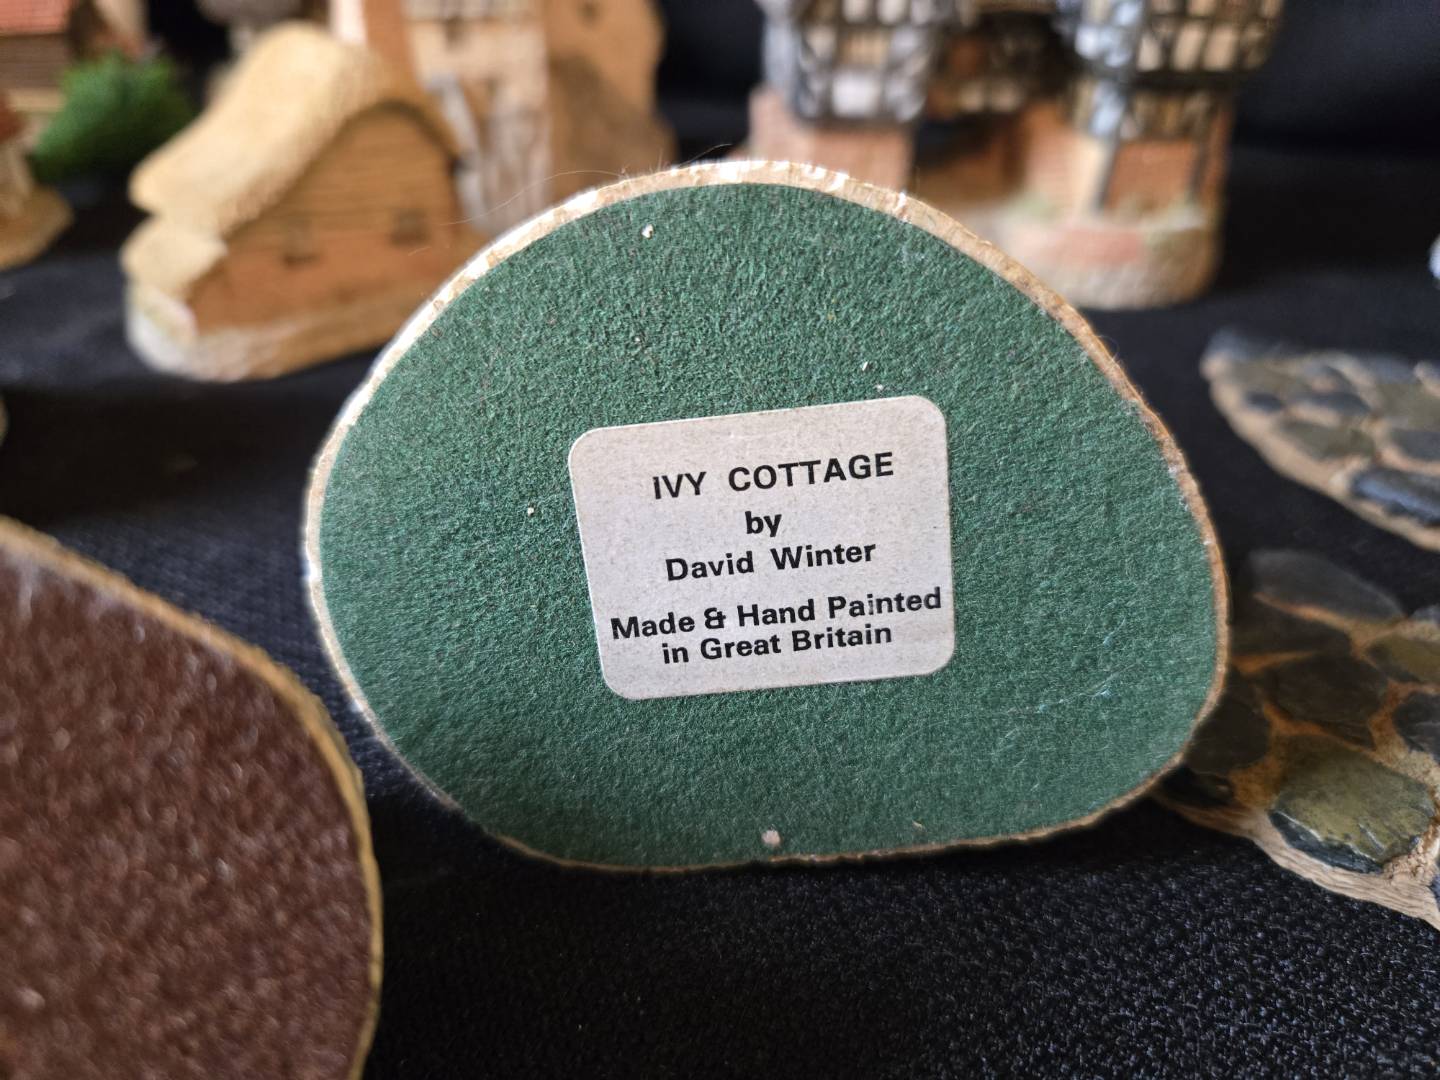 IVY COTTAGE
by
David Winter
Made & Hand Painted
in Great Britain